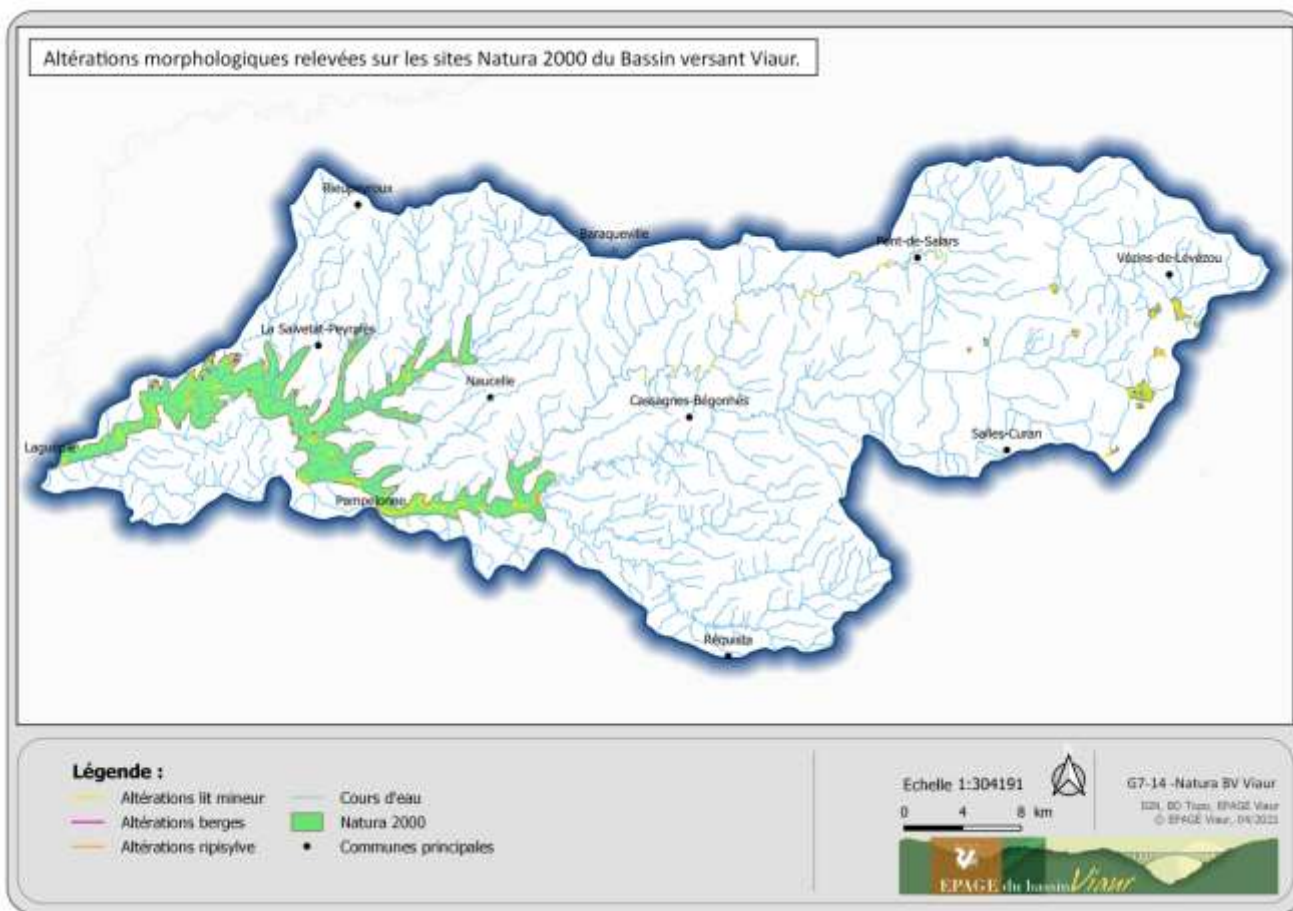 Altérations morphologiques relevées sur les sites Natura 2000 du Bassin versant Viaur.
Rieupeyroux
Baraqueville
Pont-de-Salars
Vézins-de-Lévézou
La Salvetat-Peyralès
Naucelle
Cassagnes-Bégonhès
Salles-Curan
Laguépie
Pampelonne
Réquista
Légende :
Altérations lit mineur
Altérations berges
Altérations ripisylve
Cours d'eau
Natura 2000
Communes principales
Echelle 1:304191
0 4 8 km
G7-14 -Natura BV Viaur
IGN, BD Topo, EPAGE Viaur
© EPAGE Viaur, 04/2021
EPAGE du bassin Viaur